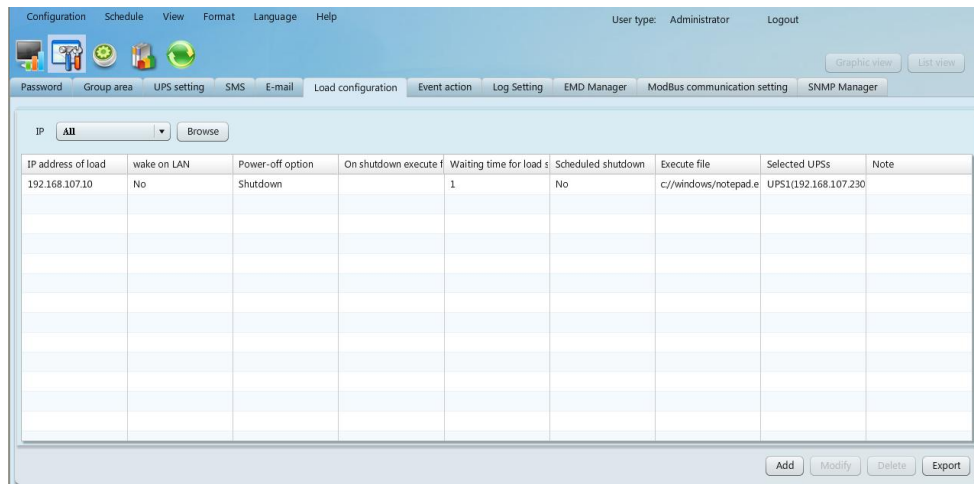 Configuration Schedule View Format Language Help User type: Administrator Logout
Graphic view List view
Password Group area UPS setting SMS E-mail Load configuration Event action Log Setting EMD Manager ModBus communication setting SNMP Manager
IP All Browse
IP address of load wake on LAN Power-off option On shutdown execute f Waiting time for load s Scheduled shutdown Execute file Selected UPSs Note
192.168.107.10 No Shutdown 1 No c://windows/notepad.e UPS1(192.168.107.230
Add Modify Delete Export